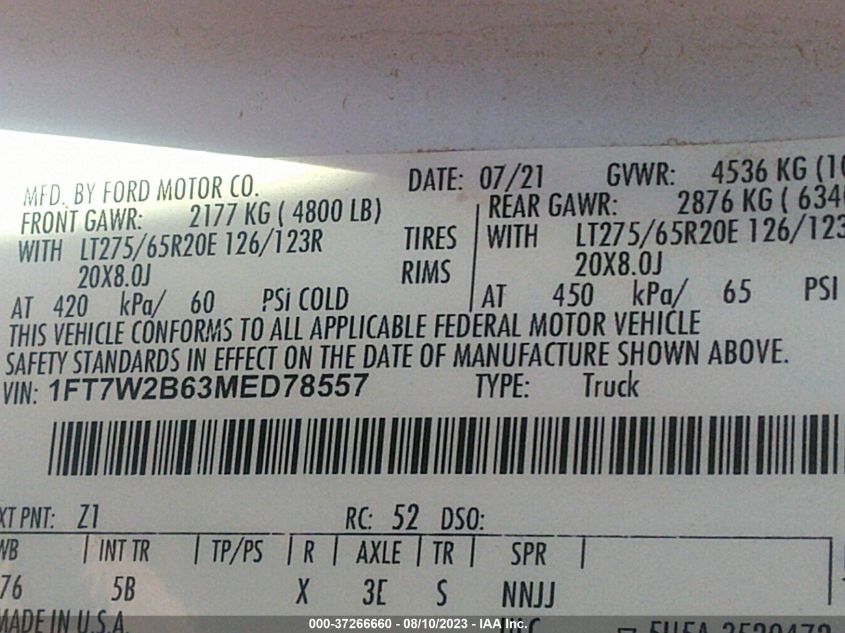 MFD. BY FORD MOTOR CO. DATE: 07/21 GVWR: 4536 KG (10
FRONT GAWR: 2177 KG ( 4800 LB) REAR GAWR: 2876 KG ( 634
WITH LT275/65R20E 126/123R TIRES WITH LT275/65R20E 126/123
20X8.0J RIMS 20X8.0J
AT 420 kPa/ 60 PSi COLD AT 450 kPa/ 65 PSI
THIS VEHICLE CONFORMS TO ALL APPLICABLE FEDERAL MOTOR VEHICLE
SAFETY STANDARDS IN EFFECT ON THE DATE OF MANUFACTURE SHOWN ABOVE.
VIN: 1FT7W2B63MED78557 TYPE: Truck
XT PNT: Z1 RC: 52 DSO:
WB INT TR TP/PS R AXLE TR SPR
76 5B X 3E S NNJJ
MADE IN U.S.A.
000-37266660 - 08/10/2023 - IAA Inc.